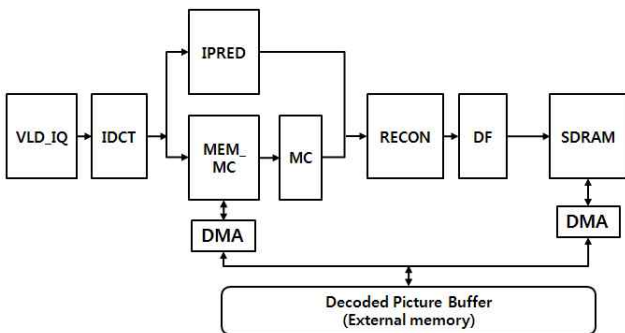 IPRED
VLD_IQ
IDCT
MEM_
MC
MC
RECON
DF
SDRAM
DMA
DMA
Decoded Picture Buffer
(External memory)